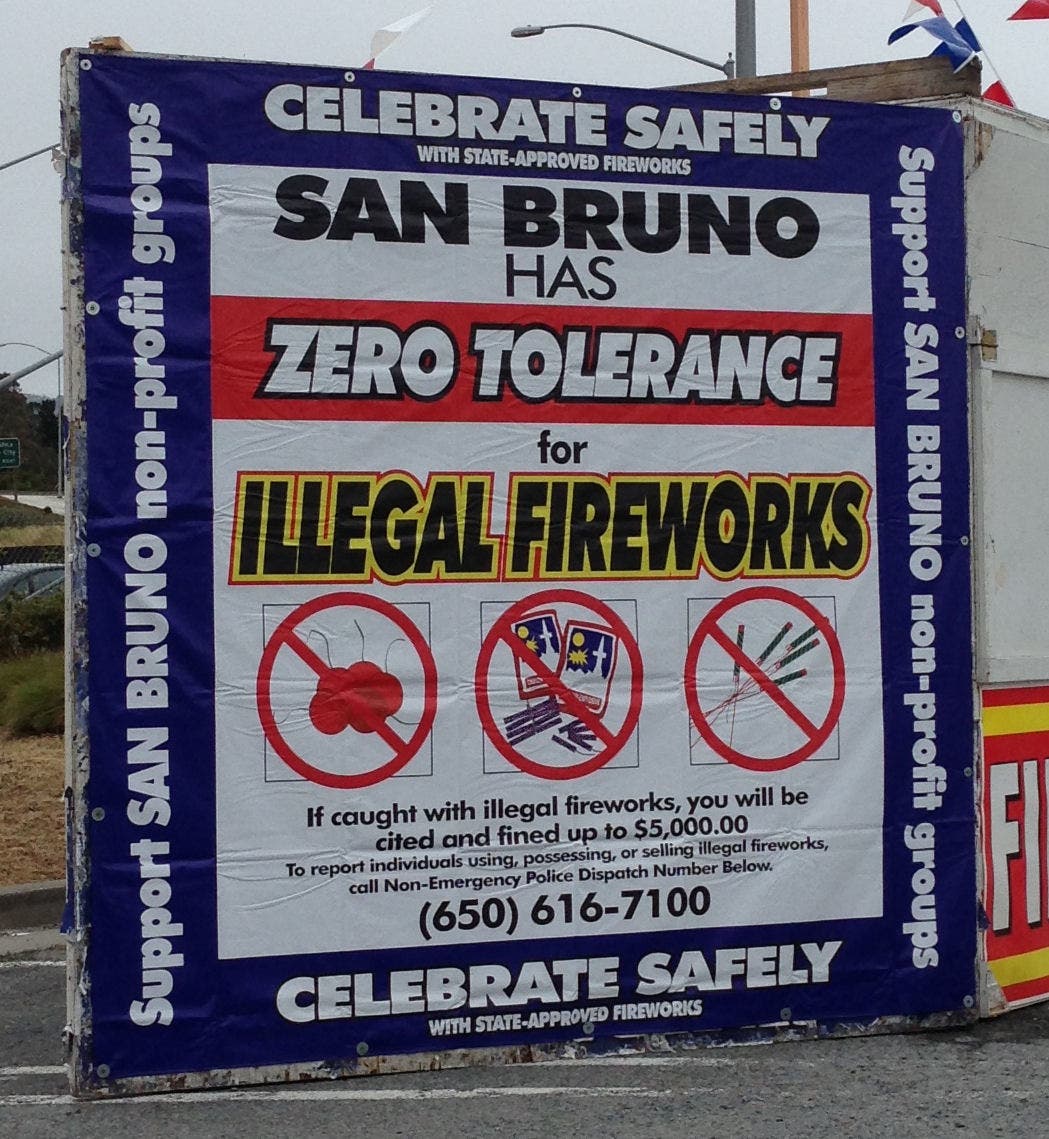 CELEBRATE SAFELY
WITH STATE-APPROVED FIREWORKS
Support SAN BRUNO non-profit groups
Support SAN BRUNO non-profit groups
SAN BRUNO
HAS
ZERO TOLERANCE
for
ILLEGAL FIREWORKS
If caught with illegal fireworks, you will be
cited and fined up to $5,000.00
To report individuals using, possessing, or selling illegal fireworks,
call Non-Emergency Police Dispatch Number Below.
(650) 616-7100
CELEBRATE SAFELY
WITH STATE-APPROVED FIREWORKS
FI